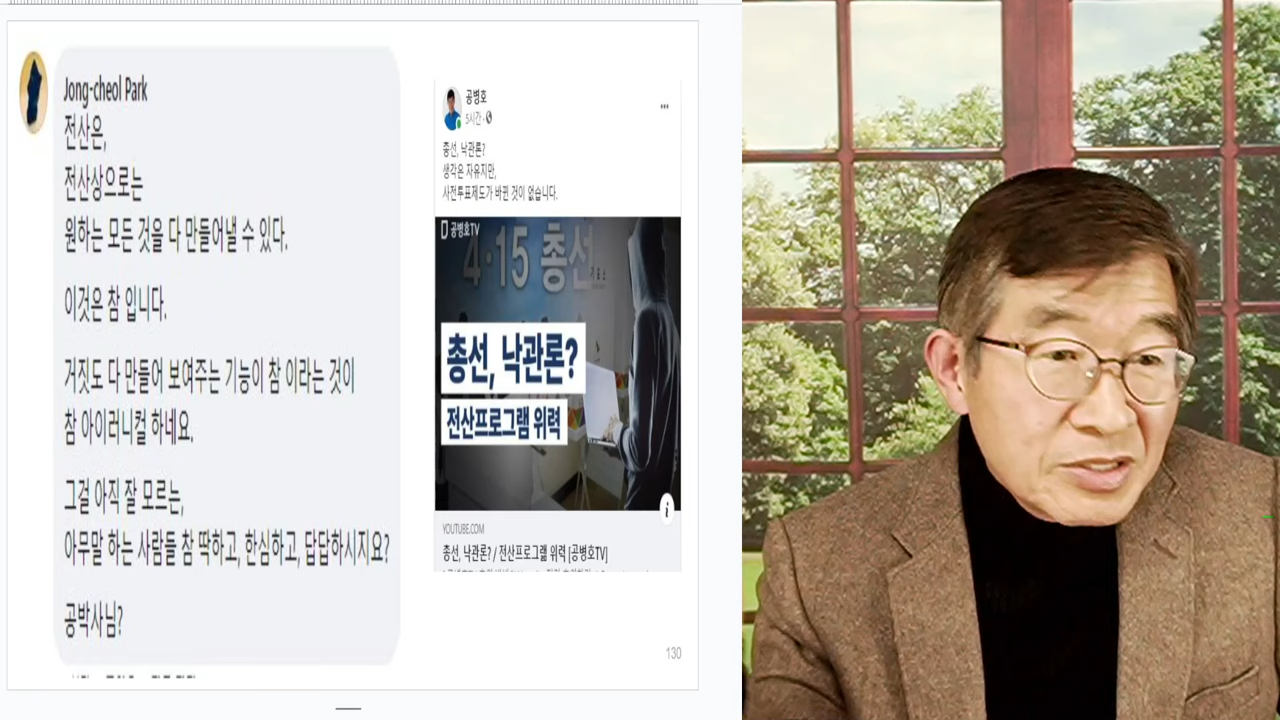 Jong-cheol Park
전산은,
전산상으로는
원하는 모든 것을 다 만들어낼 수 있다.
이것은 참 입니다.
거짓도 다 만들어 보여주는 기능이 참 이라는 것이
참 아이러니컬 하네요.
그걸 아직 잘 모르는,
아무말 하는 사람들 참 딱하고, 한심하고, 답답하시지요?
공박사님?
공병호
5시간
총선, 낙관론?
생각은 자유지만,
사전투표제도가 바뀐 것이 없습니다.
공병호TV
4·15 총선
총선, 낙관론?
전산프로그램 위력
YOUTUBE.COM
총선, 낙관론? / 전산프로그램 위력 [공병호TV]
130